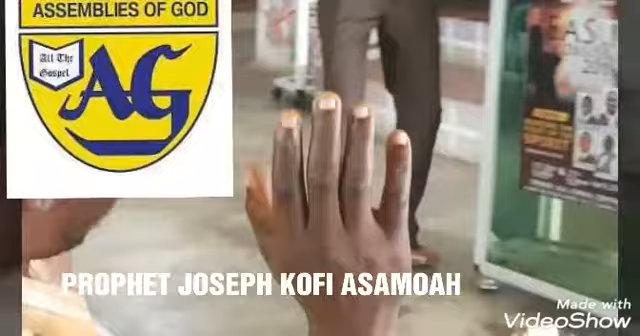 ASSEMBLIES OF GOD
All The
Gospel
AG
PROPHET JOSEPH KOFI ASAMOAH
Made with
VideoShow